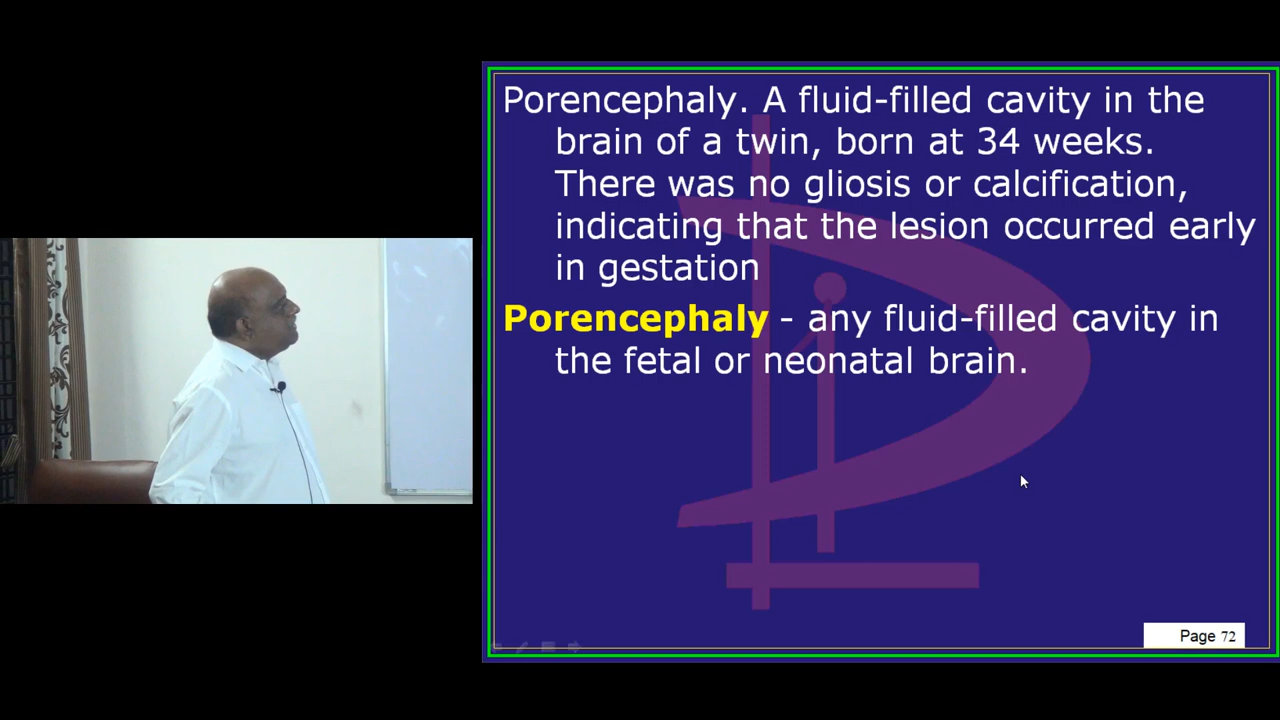 Porencephaly. A fluid-filled cavity in the
brain of a twin, born at 34 weeks.
There was no gliosis or calcification,
indicating that the lesion occurred early
in gestation
Porencephaly - any fluid-filled cavity in
the fetal or neonatal brain.
Page 72